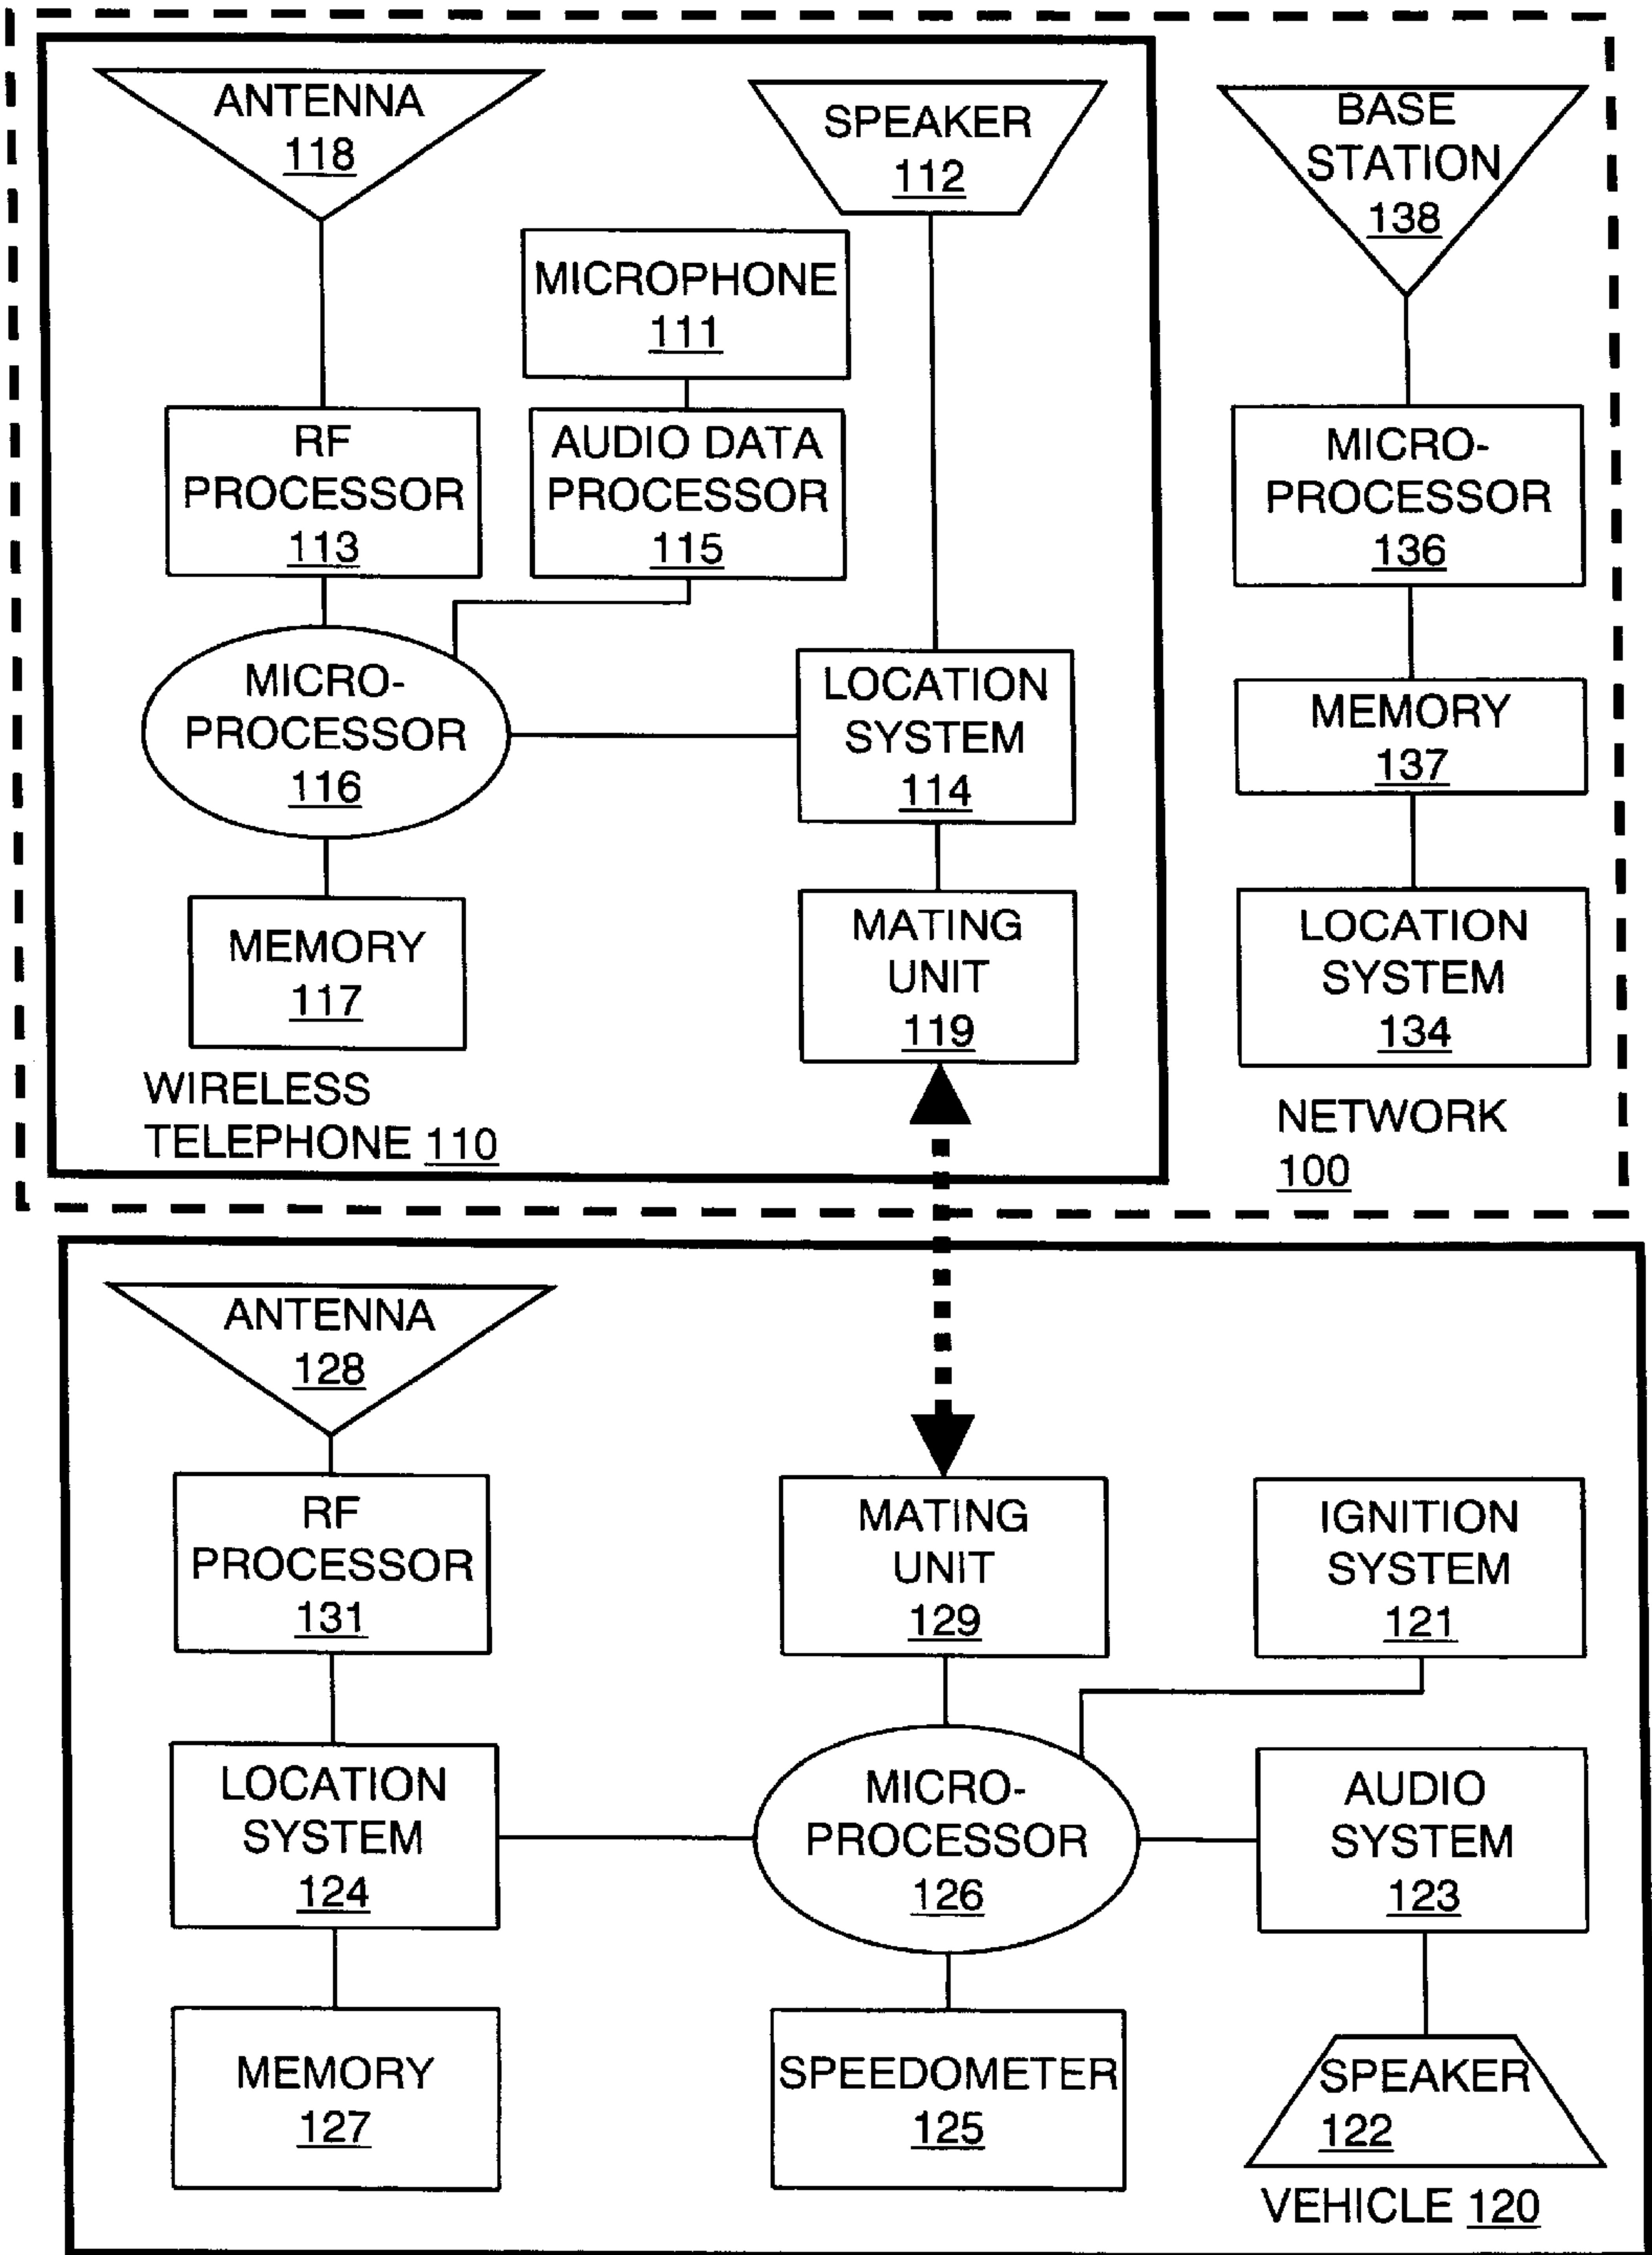 ANTENNA
118
SPEAKER
112
BASE
STATION
138
MICROPHONE
111
RF
PROCESSOR
113
AUDIO DATA
PROCESSOR
115
MICRO-
PROCESSOR
136
MICRO-
PROCESSOR
116
LOCATION
SYSTEM
114
MEMORY
137
MEMORY
117
MATING
UNIT
119
LOCATION
SYSTEM
134
WIRELESS
TELEPHONE 110
NETWORK
100
ANTENNA
128
RF
PROCESSOR
131
MATING
UNIT
129
IGNITION
SYSTEM
121
LOCATION
SYSTEM
124
MICRO-
PROCESSOR
126
AUDIO
SYSTEM
123
MEMORY
127
SPEEDOMETER
125
SPEAKER
122
VEHICLE 120